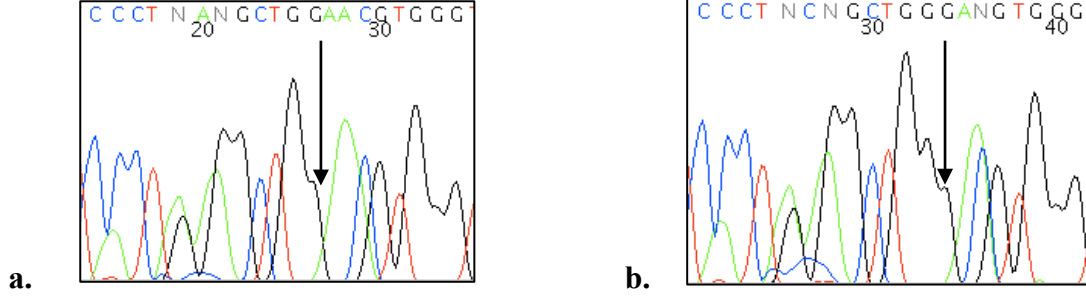 C C C T N A N G C T G G A A C G T G G G
20 30
a.
C C C T N C N G C T G G G A N G T G G G
30 40
b.